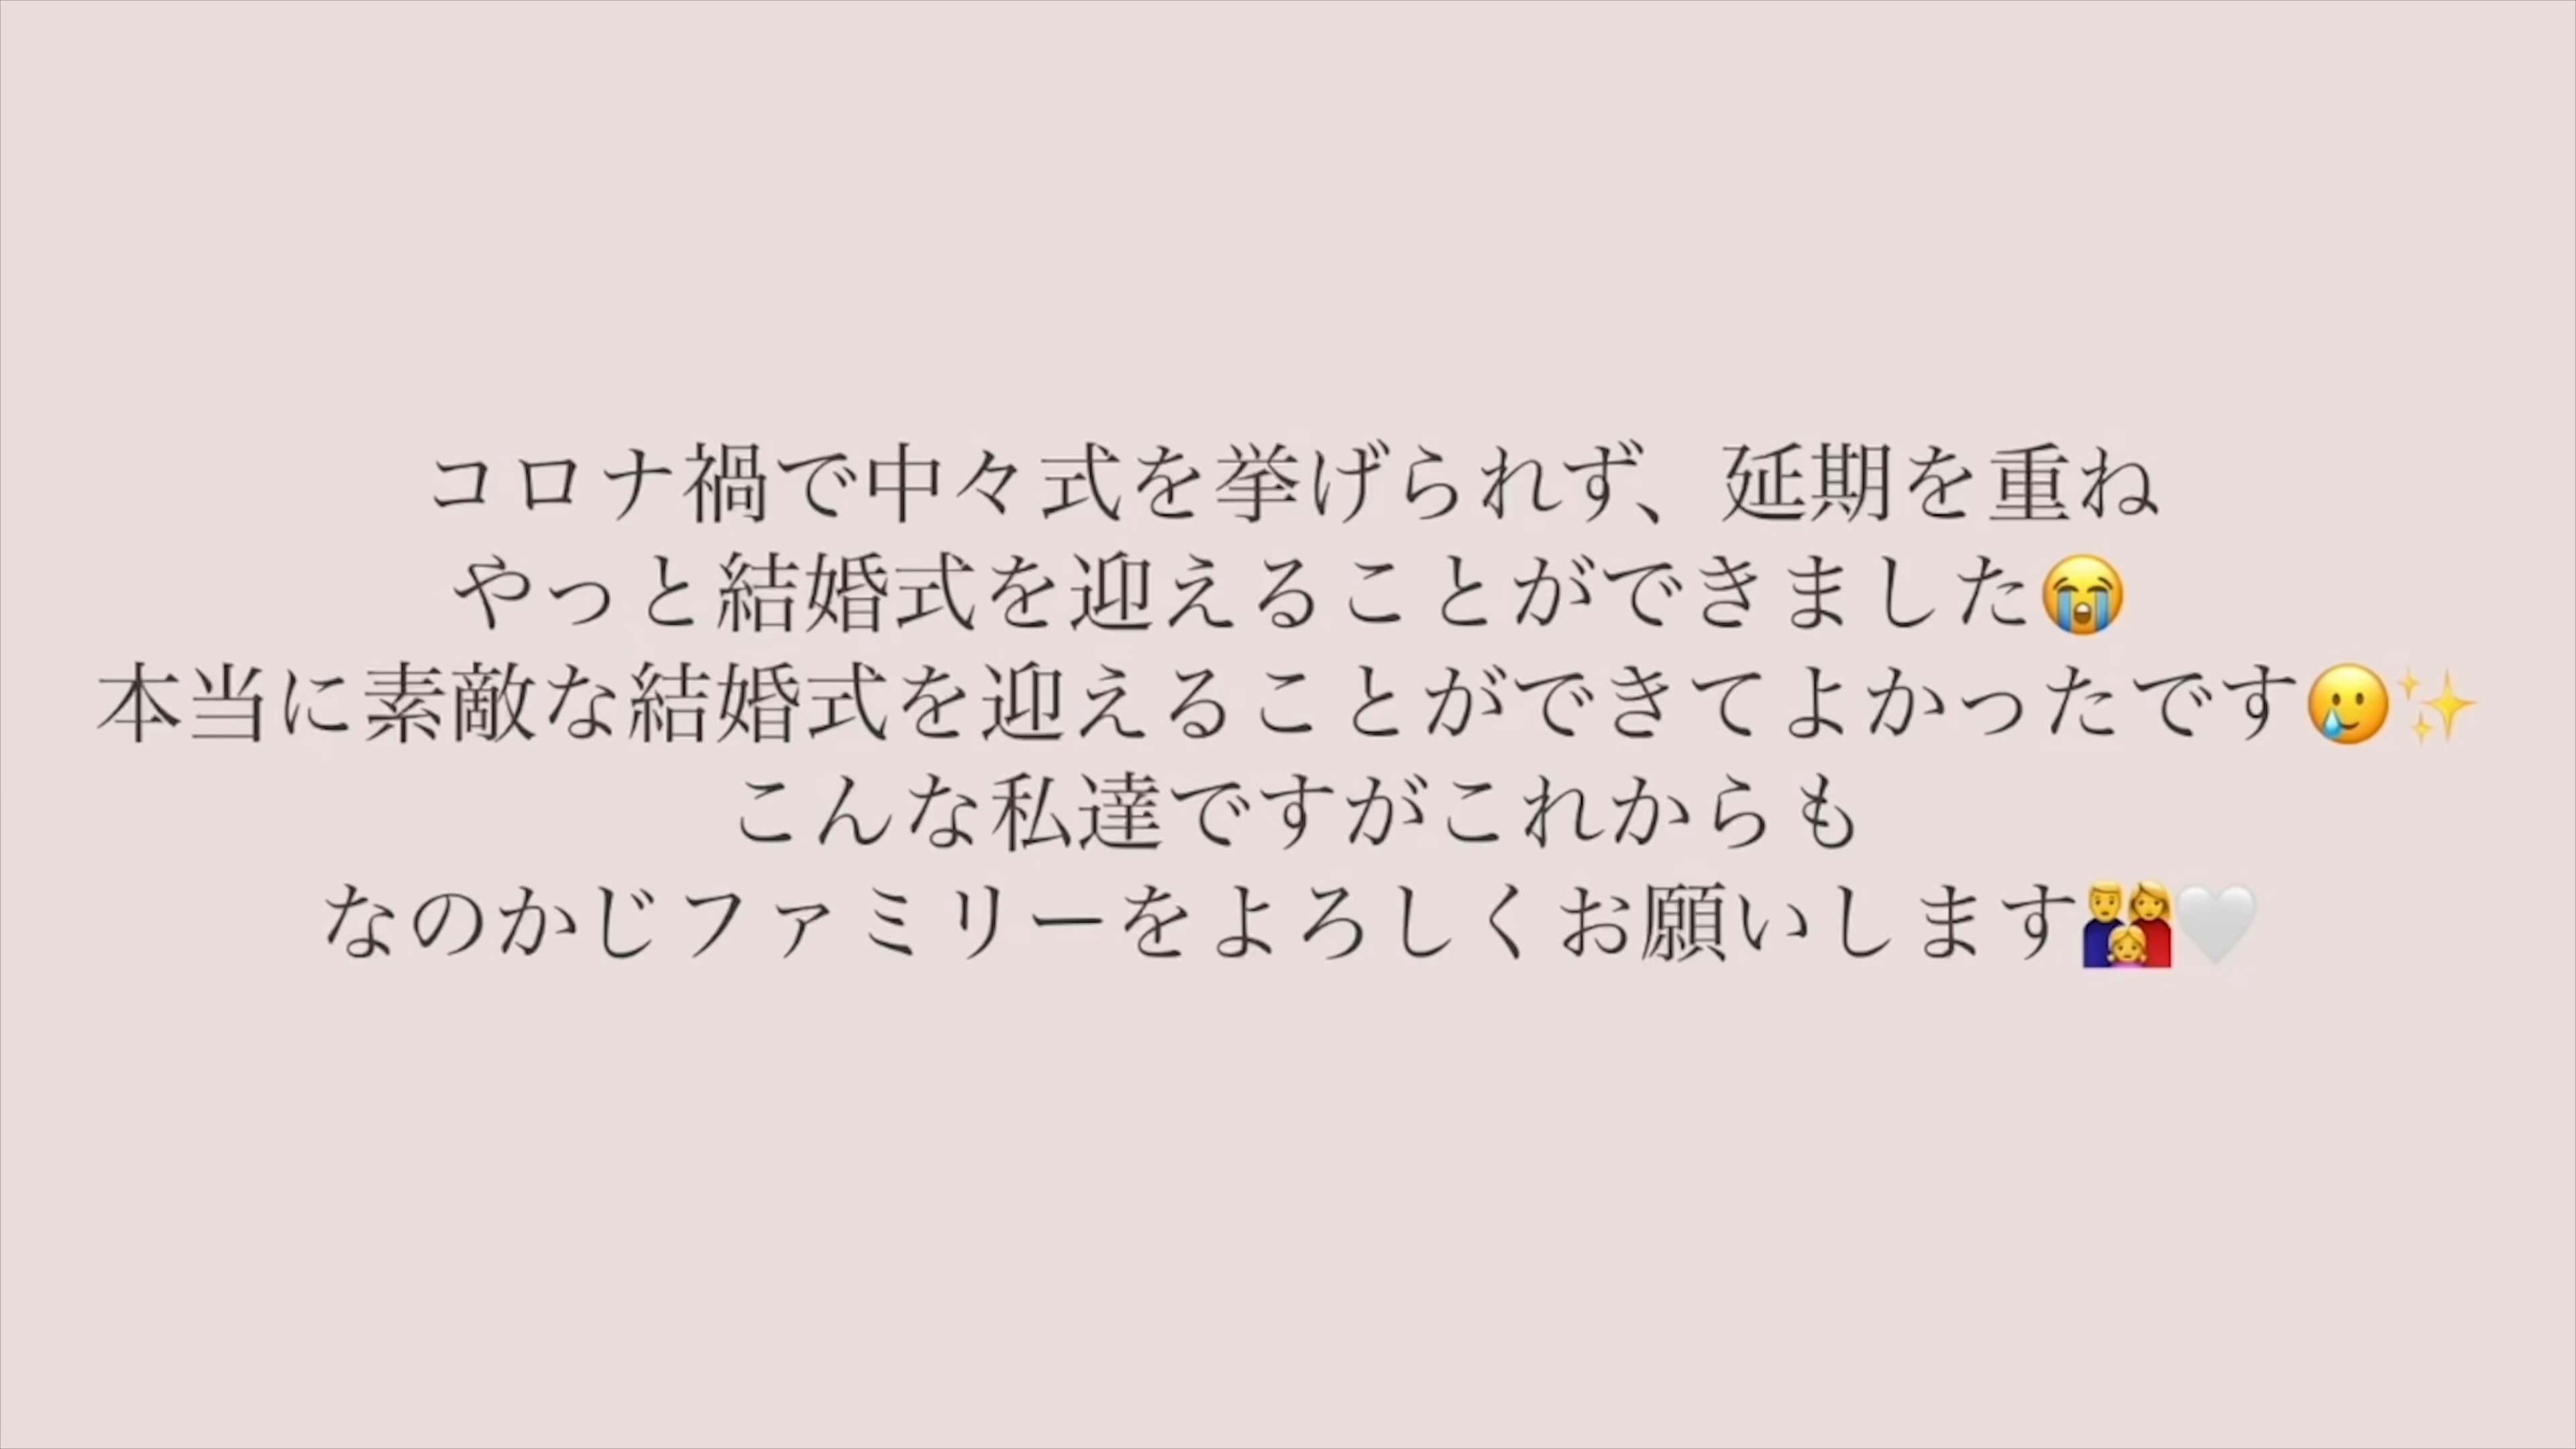 コロナ禍で中々式を挙げられず、延期を重ね
やっと結婚式を迎えることができました😭
本当に素敵な結婚式を迎えることができてよかったです🥲✨
こんな私達ですがこれからも
なのかじファミリーをよろしくお願いします👨‍👩‍👧🤍